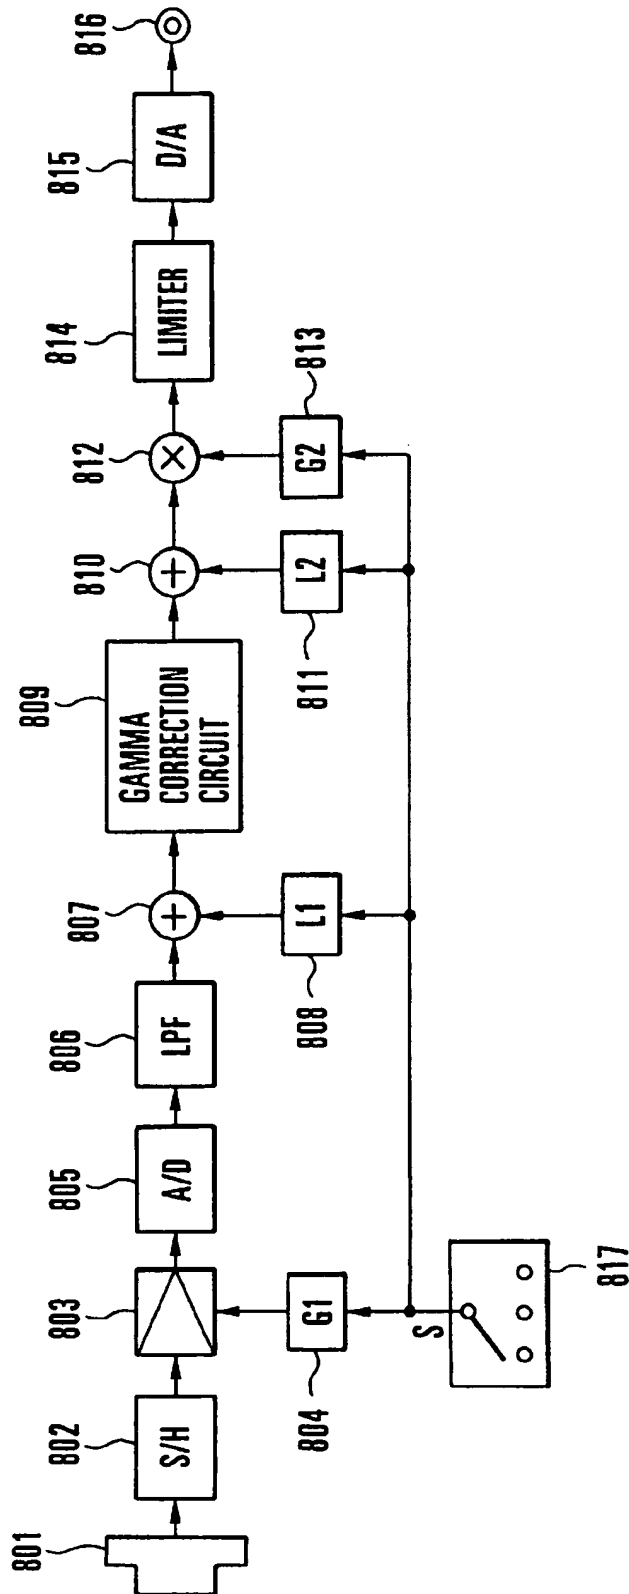 801
S/H
802
803
G1
804
A/D
805
LPF
806
+
807
L1
808
GAMMA
CORRECTION
CIRCUIT
809
+
810
L2
811
×
812
G2
813
LIMITER
814
D/A
815
816
S
817